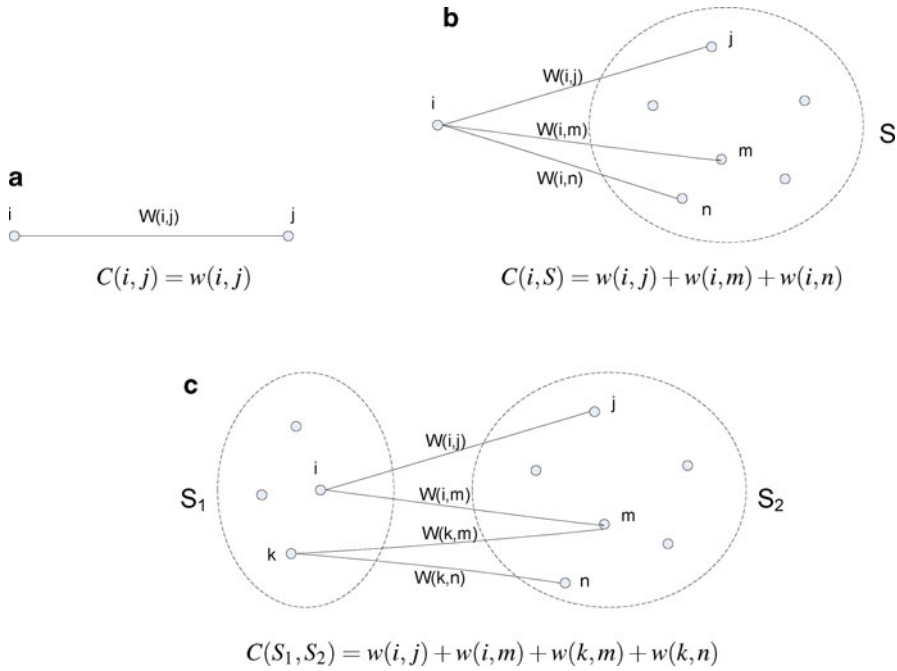 a
i
W(i,j)
j
C(i, j) = w(i, j)
b
j
W(i,j)
i
W(i,m)
m
S
W(i,n)
n
C(i,S) = w(i, j) + w(i,m) + w(i,n)
c
j
W(i,j)
i
S₁
W(i,m)
m
S₂
W(k,m)
k
W(k,n)
n
C(S₁,S₂) = w(i, j) + w(i,m) + w(k,m) + w(k,n)